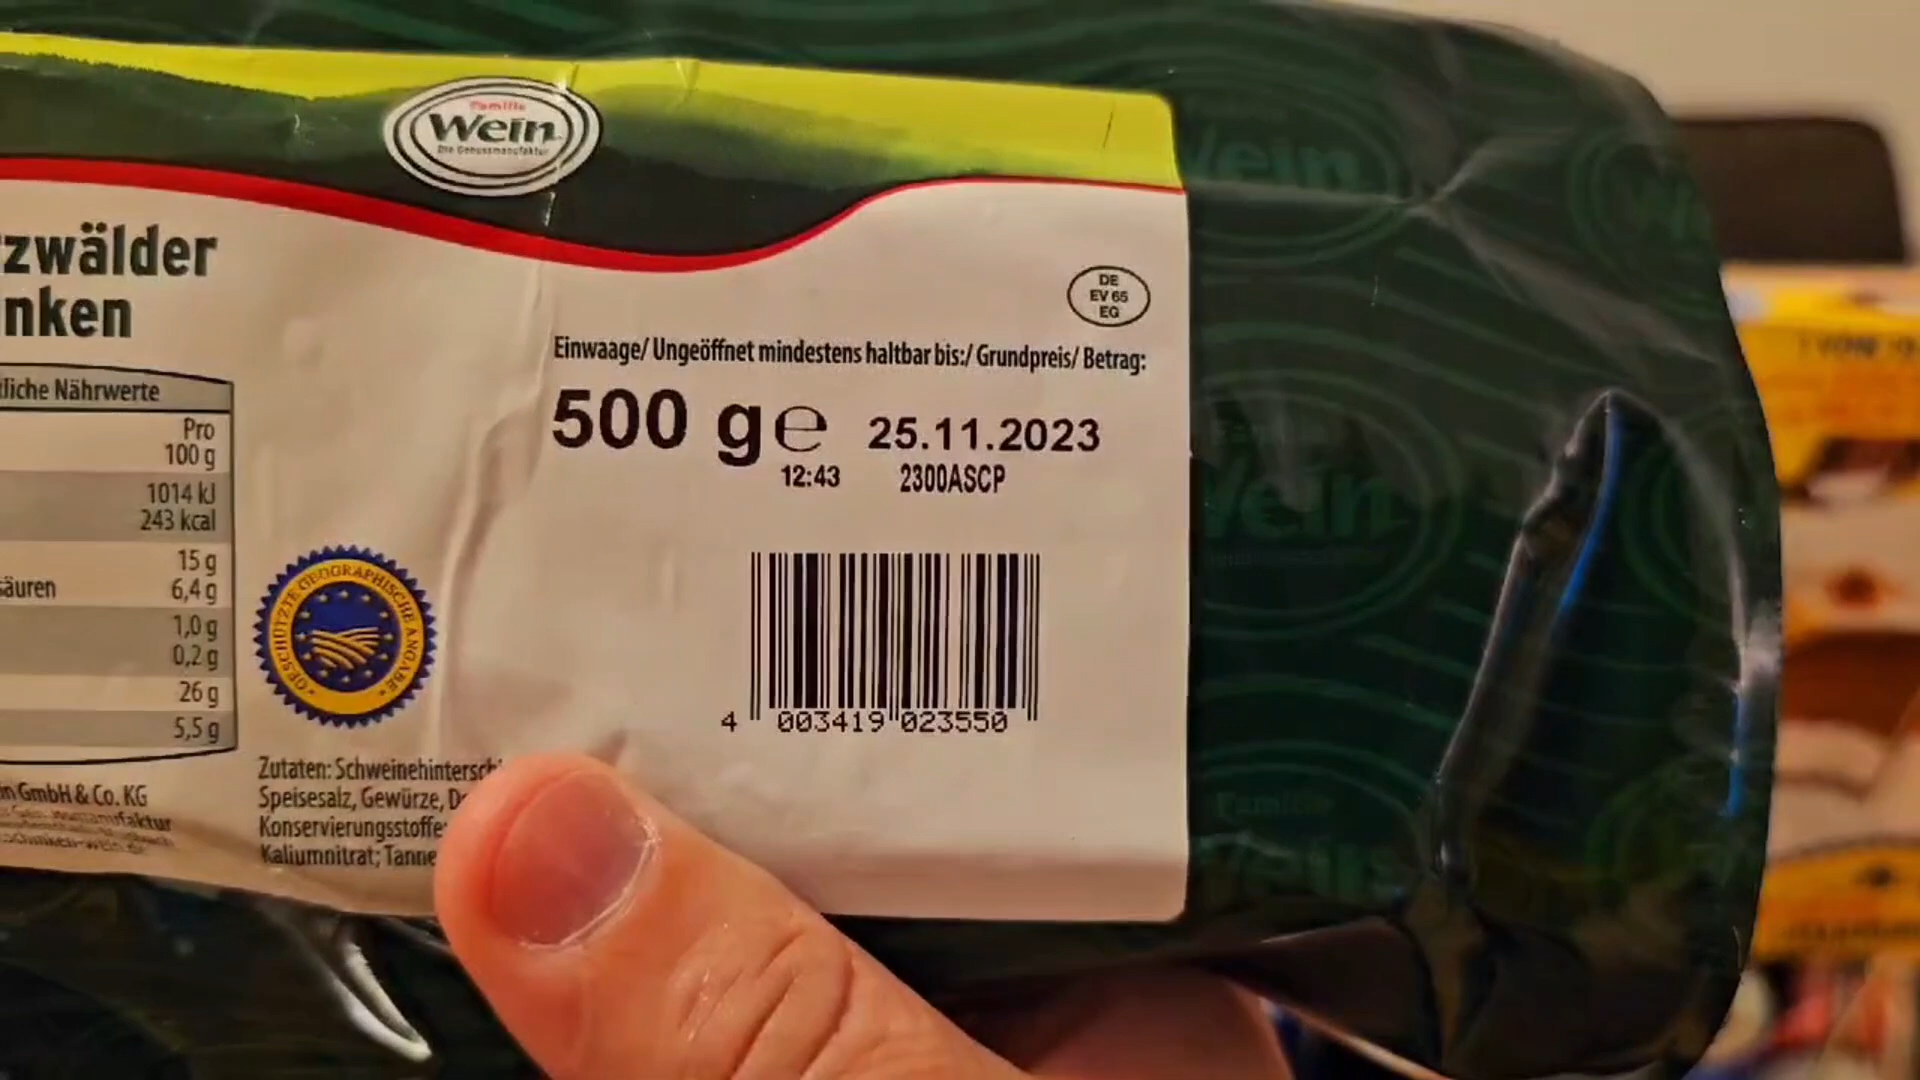 Familie
Wein
Die Genussmanufaktur
zwälder
nken
DE
EV 65
EG
Einwaage/ Ungeöffnet mindestens haltbar bis:/ Grundpreis/ Betrag:
500 g e 25.11.2023
12:43 2300ASCP
liche Nährwerte
Pro
100 g
1014 kJ
243 kcal
15 g
säuren 6,4 g
1,0 g
0,2 g
26 g
5,5 g
GESCHÜTZTE GEOGRAPHISCHE ANGABE
4 003419 023550
Zutaten: Schweinehintersch
Speisesalz, Gewürze, D
Konservierungsstoffe
Kaliumnitrat; Tanne
in GmbH & Co. KG
Wein
Wein